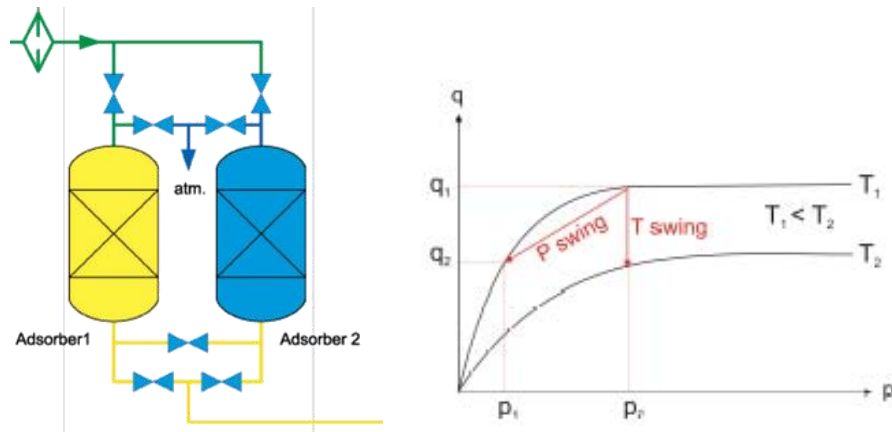 atm.
Adsorber1
Adsorber 2
q
q₁
q₂
P swing
T swing
T₁ < T₂
T₁
T₂
p₁
p₂
p